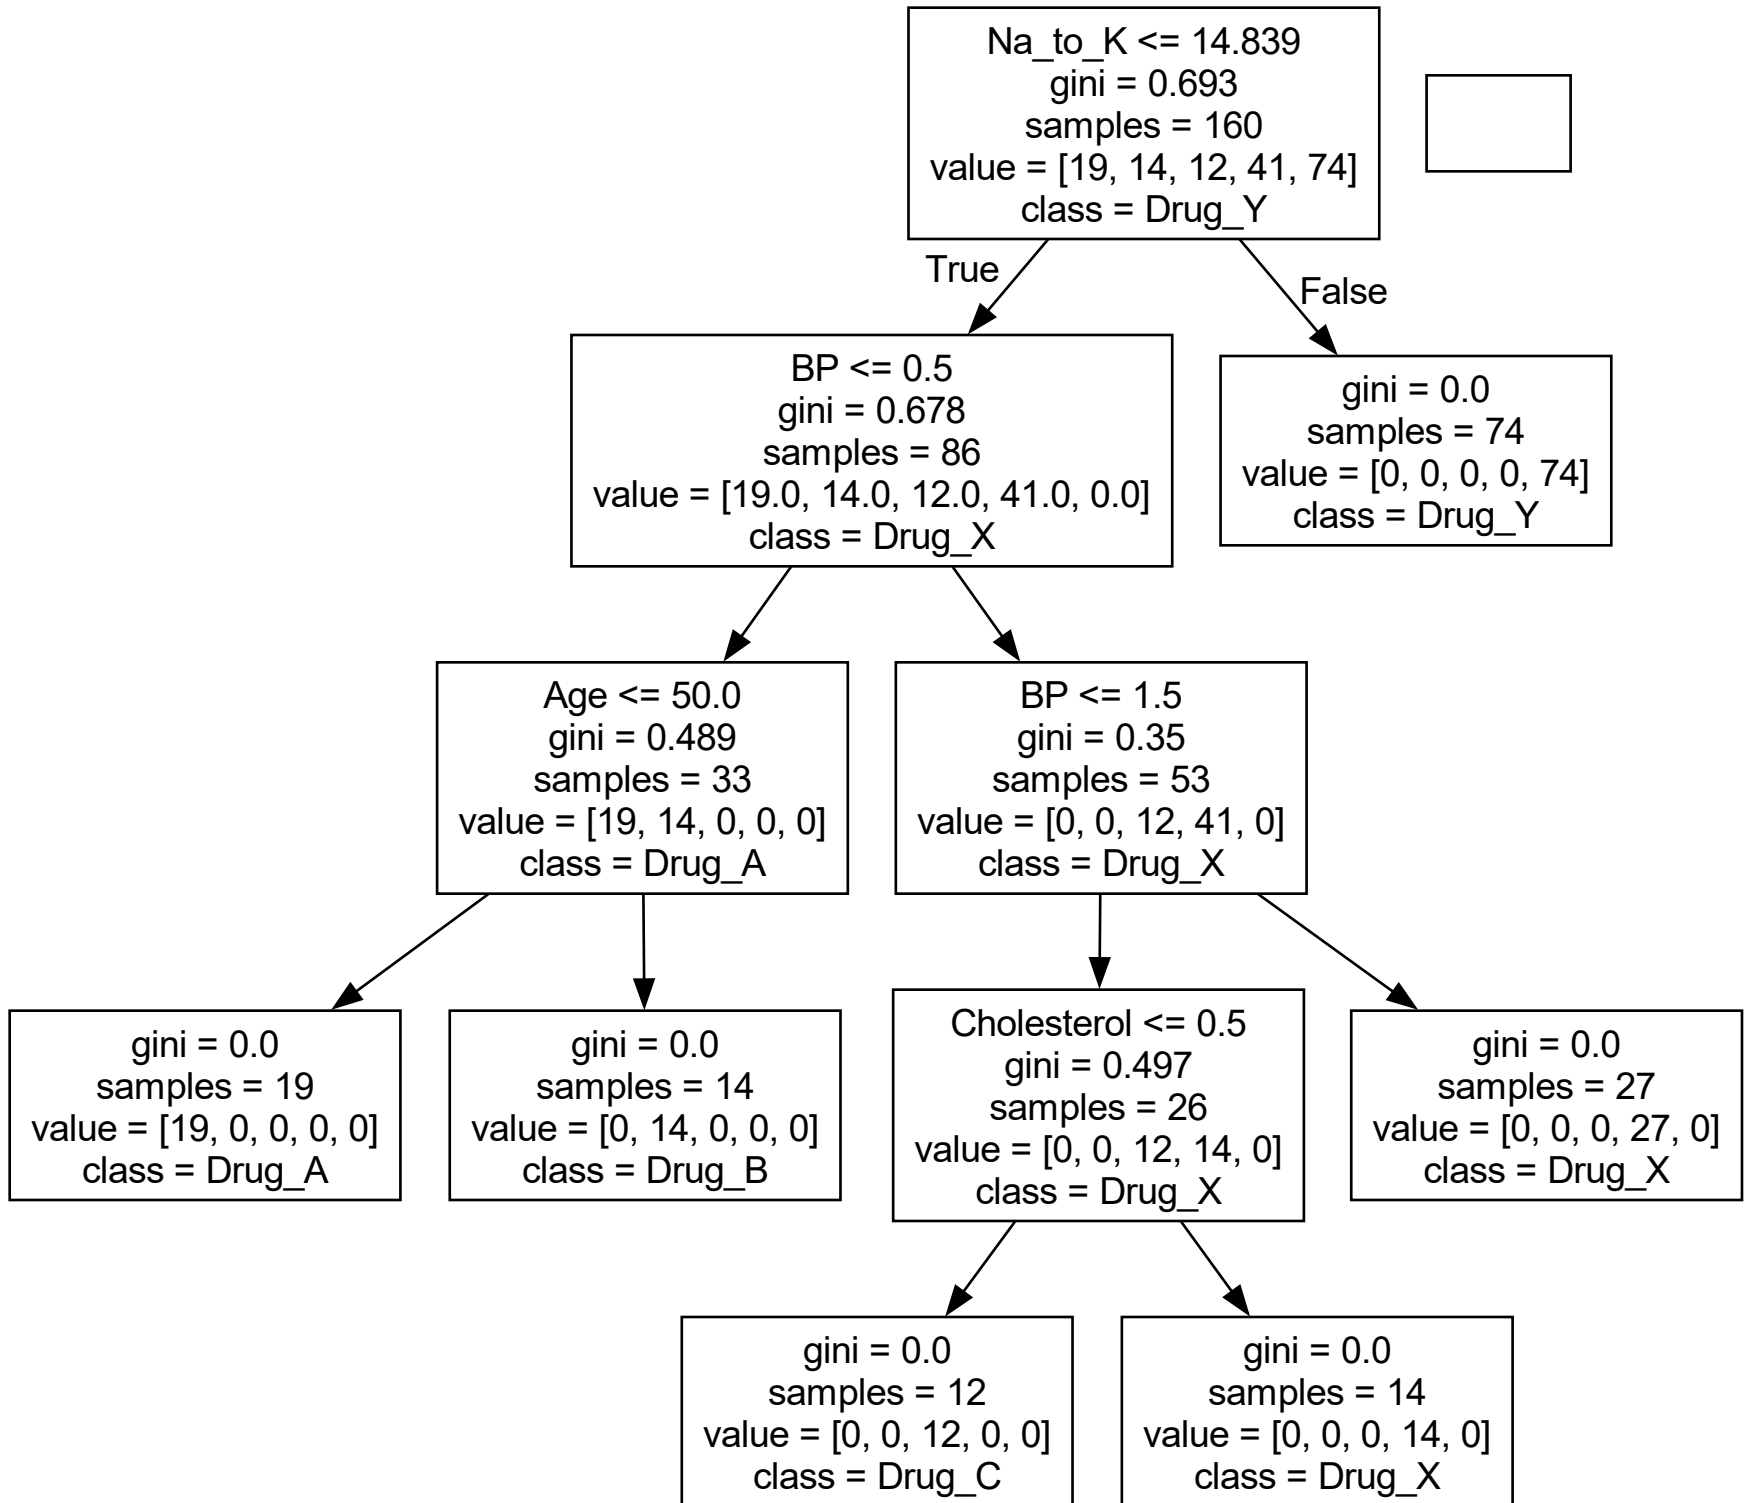 Na_to_K <= 14.839
gini = 0.693
samples = 160
value = [19, 14, 12, 41, 74]
class = Drug_Y
True
False
BP <= 0.5
gini = 0.678
samples = 86
value = [19.0, 14.0, 12.0, 41.0, 0.0]
class = Drug_X
gini = 0.0
samples = 74
value = [0, 0, 0, 0, 74]
class = Drug_Y
Age <= 50.0
gini = 0.489
samples = 33
value = [19, 14, 0, 0, 0]
class = Drug_A
BP <= 1.5
gini = 0.35
samples = 53
value = [0, 0, 12, 41, 0]
class = Drug_X
gini = 0.0
samples = 19
value = [19, 0, 0, 0, 0]
class = Drug_A
gini = 0.0
samples = 14
value = [0, 14, 0, 0, 0]
class = Drug_B
Cholesterol <= 0.5
gini = 0.497
samples = 26
value = [0, 0, 12, 14, 0]
class = Drug_X
gini = 0.0
samples = 27
value = [0, 0, 0, 27, 0]
class = Drug_X
gini = 0.0
samples = 12
value = [0, 0, 12, 0, 0]
class = Drug_C
gini = 0.0
samples = 14
value = [0, 0, 0, 14, 0]
class = Drug_X